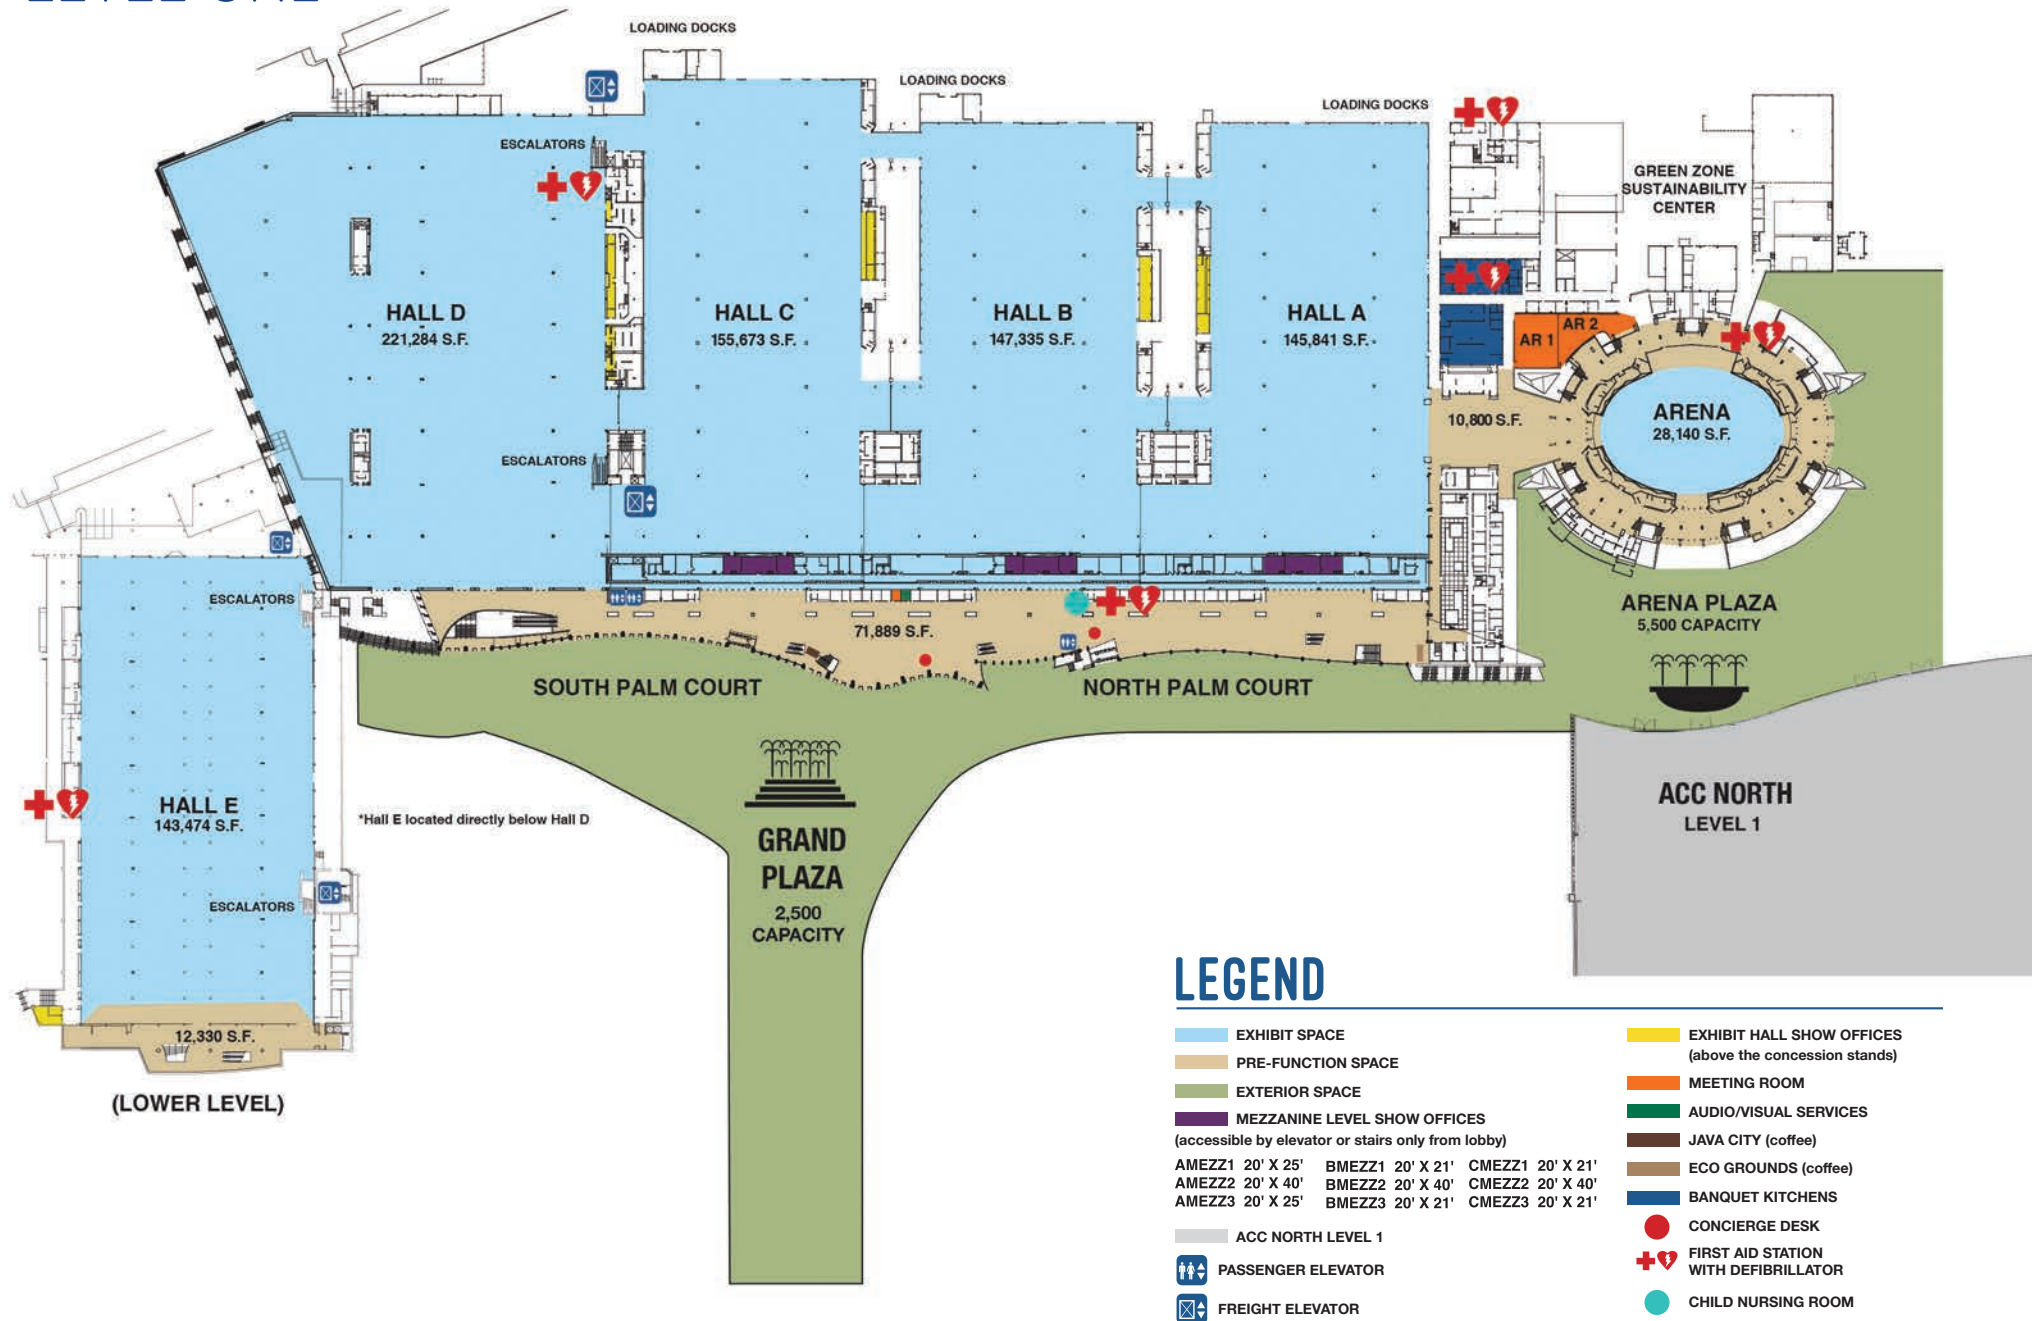 LEVEL ONE
LOADING DOCKS
LOADING DOCKS
LOADING DOCKS
ESCALATORS
GREEN ZONE
SUSTAINABILITY
CENTER
HALL D
221,284 S.F.
HALL C
155,673 S.F.
HALL B
147,335 S.F.
HALL A
145,841 S.F.
AR 1
AR 2
10,800 S.F.
ARENA
28,140 S.F.
ESCALATORS
ESCALATORS
71,889 S.F.
ARENA PLAZA
5,500 CAPACITY
SOUTH PALM COURT
NORTH PALM COURT
HALL E
143,474 S.F.
*Hall E located directly below Hall D
GRAND
PLAZA
2,500
CAPACITY
ACC NORTH
LEVEL 1
ESCALATORS
12,330 S.F.
(LOWER LEVEL)
LEGEND
EXHIBIT SPACE
PRE-FUNCTION SPACE
EXTERIOR SPACE
MEZZANINE LEVEL SHOW OFFICES
(accessible by elevator or stairs only from lobby)
AMEZZ1 20' X 25' BMEZZ1 20' X 21' CMEZZ1 20' X 21'
AMEZZ2 20' X 40' BMEZZ2 20' X 40' CMEZZ2 20' X 40'
AMEZZ3 20' X 25' BMEZZ3 20' X 21' CMEZZ3 20' X 21'
ACC NORTH LEVEL 1
PASSENGER ELEVATOR
FREIGHT ELEVATOR
EXHIBIT HALL SHOW OFFICES
(above the concession stands)
MEETING ROOM
AUDIO/VISUAL SERVICES
JAVA CITY (coffee)
ECO GROUNDS (coffee)
BANQUET KITCHENS
CONCIERGE DESK
FIRST AID STATION
WITH DEFIBRILLATOR
CHILD NURSING ROOM